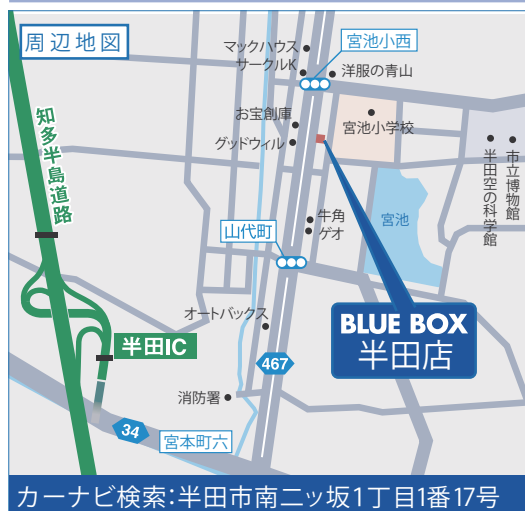 周辺地図
マックハウス
サークルK
宮池小西
洋服の青山
知多半島道路
お宝創庫
グッドウィル
宮池小学校
半田空の科学館
市立博物館
宮池
牛角
ゲオ
山代町
BLUE BOX
半田店
オートバックス
半田IC
467
消防署
34
宮本町六
カーナビ検索:半田市南二ッ坂1丁目1番17号